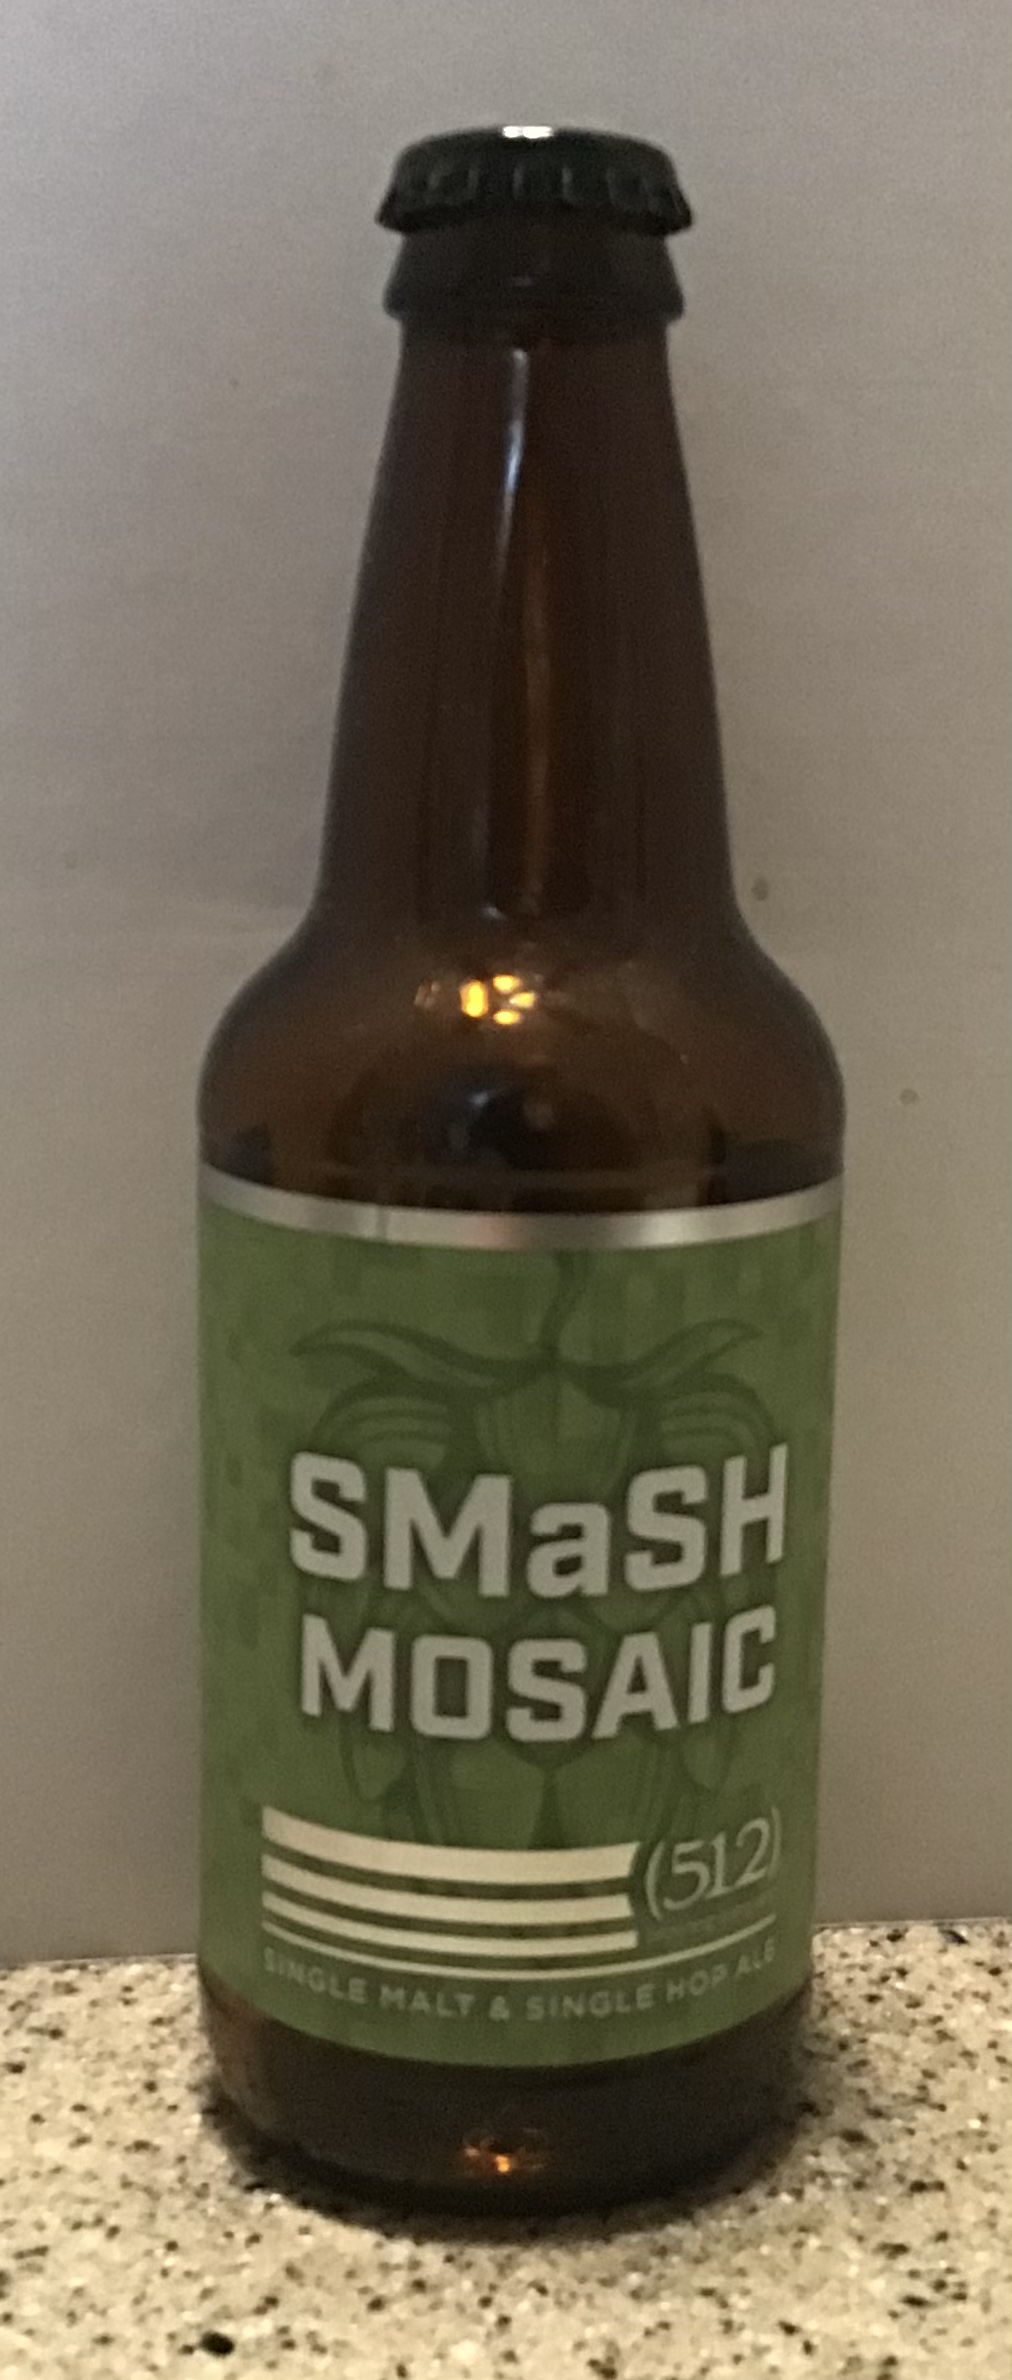 SMaSH
MOSAIC
(512)
SINGLE MALT & SINGLE HOP ALE